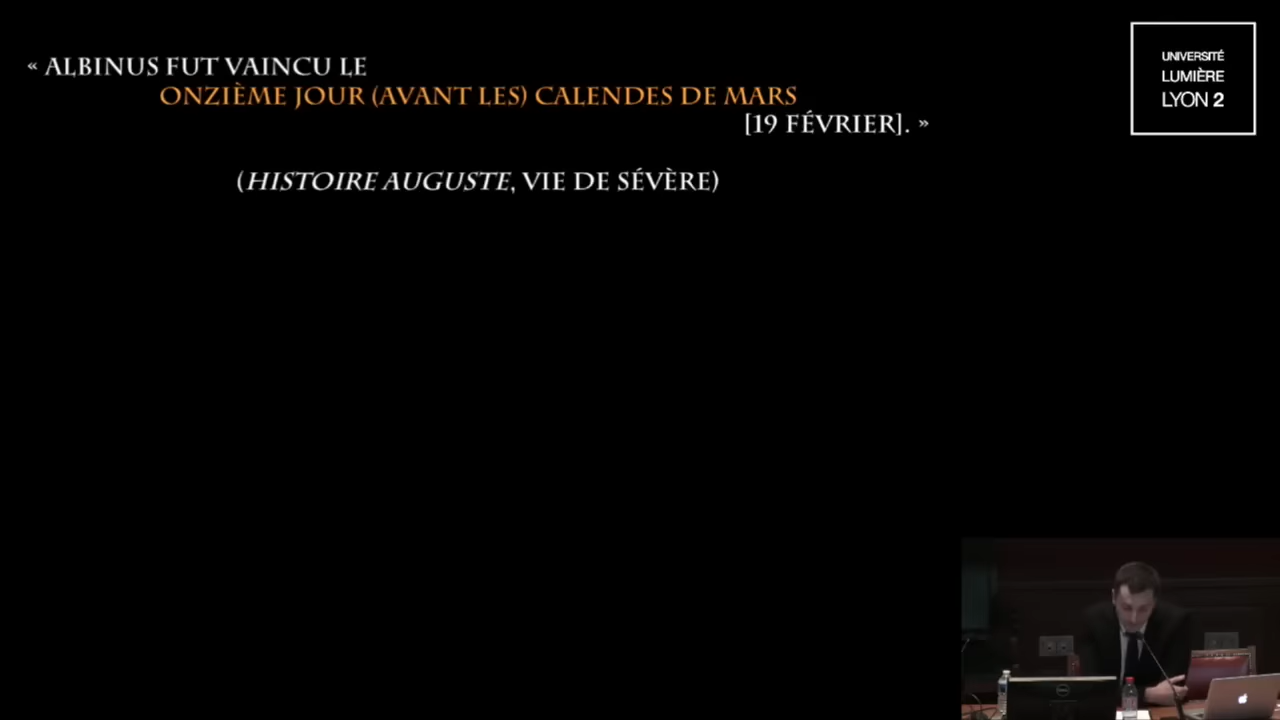 « ALBINUS FUT VAINCU LE
ONZIÈME JOUR (AVANT LES) CALENDES DE MARS
[19 FÉVRIER]. »
(HISTOIRE AUGUSTE, VIE DE SÉVÈRE)
UNIVERSITÉ
LUMIÈRE
LYON 2